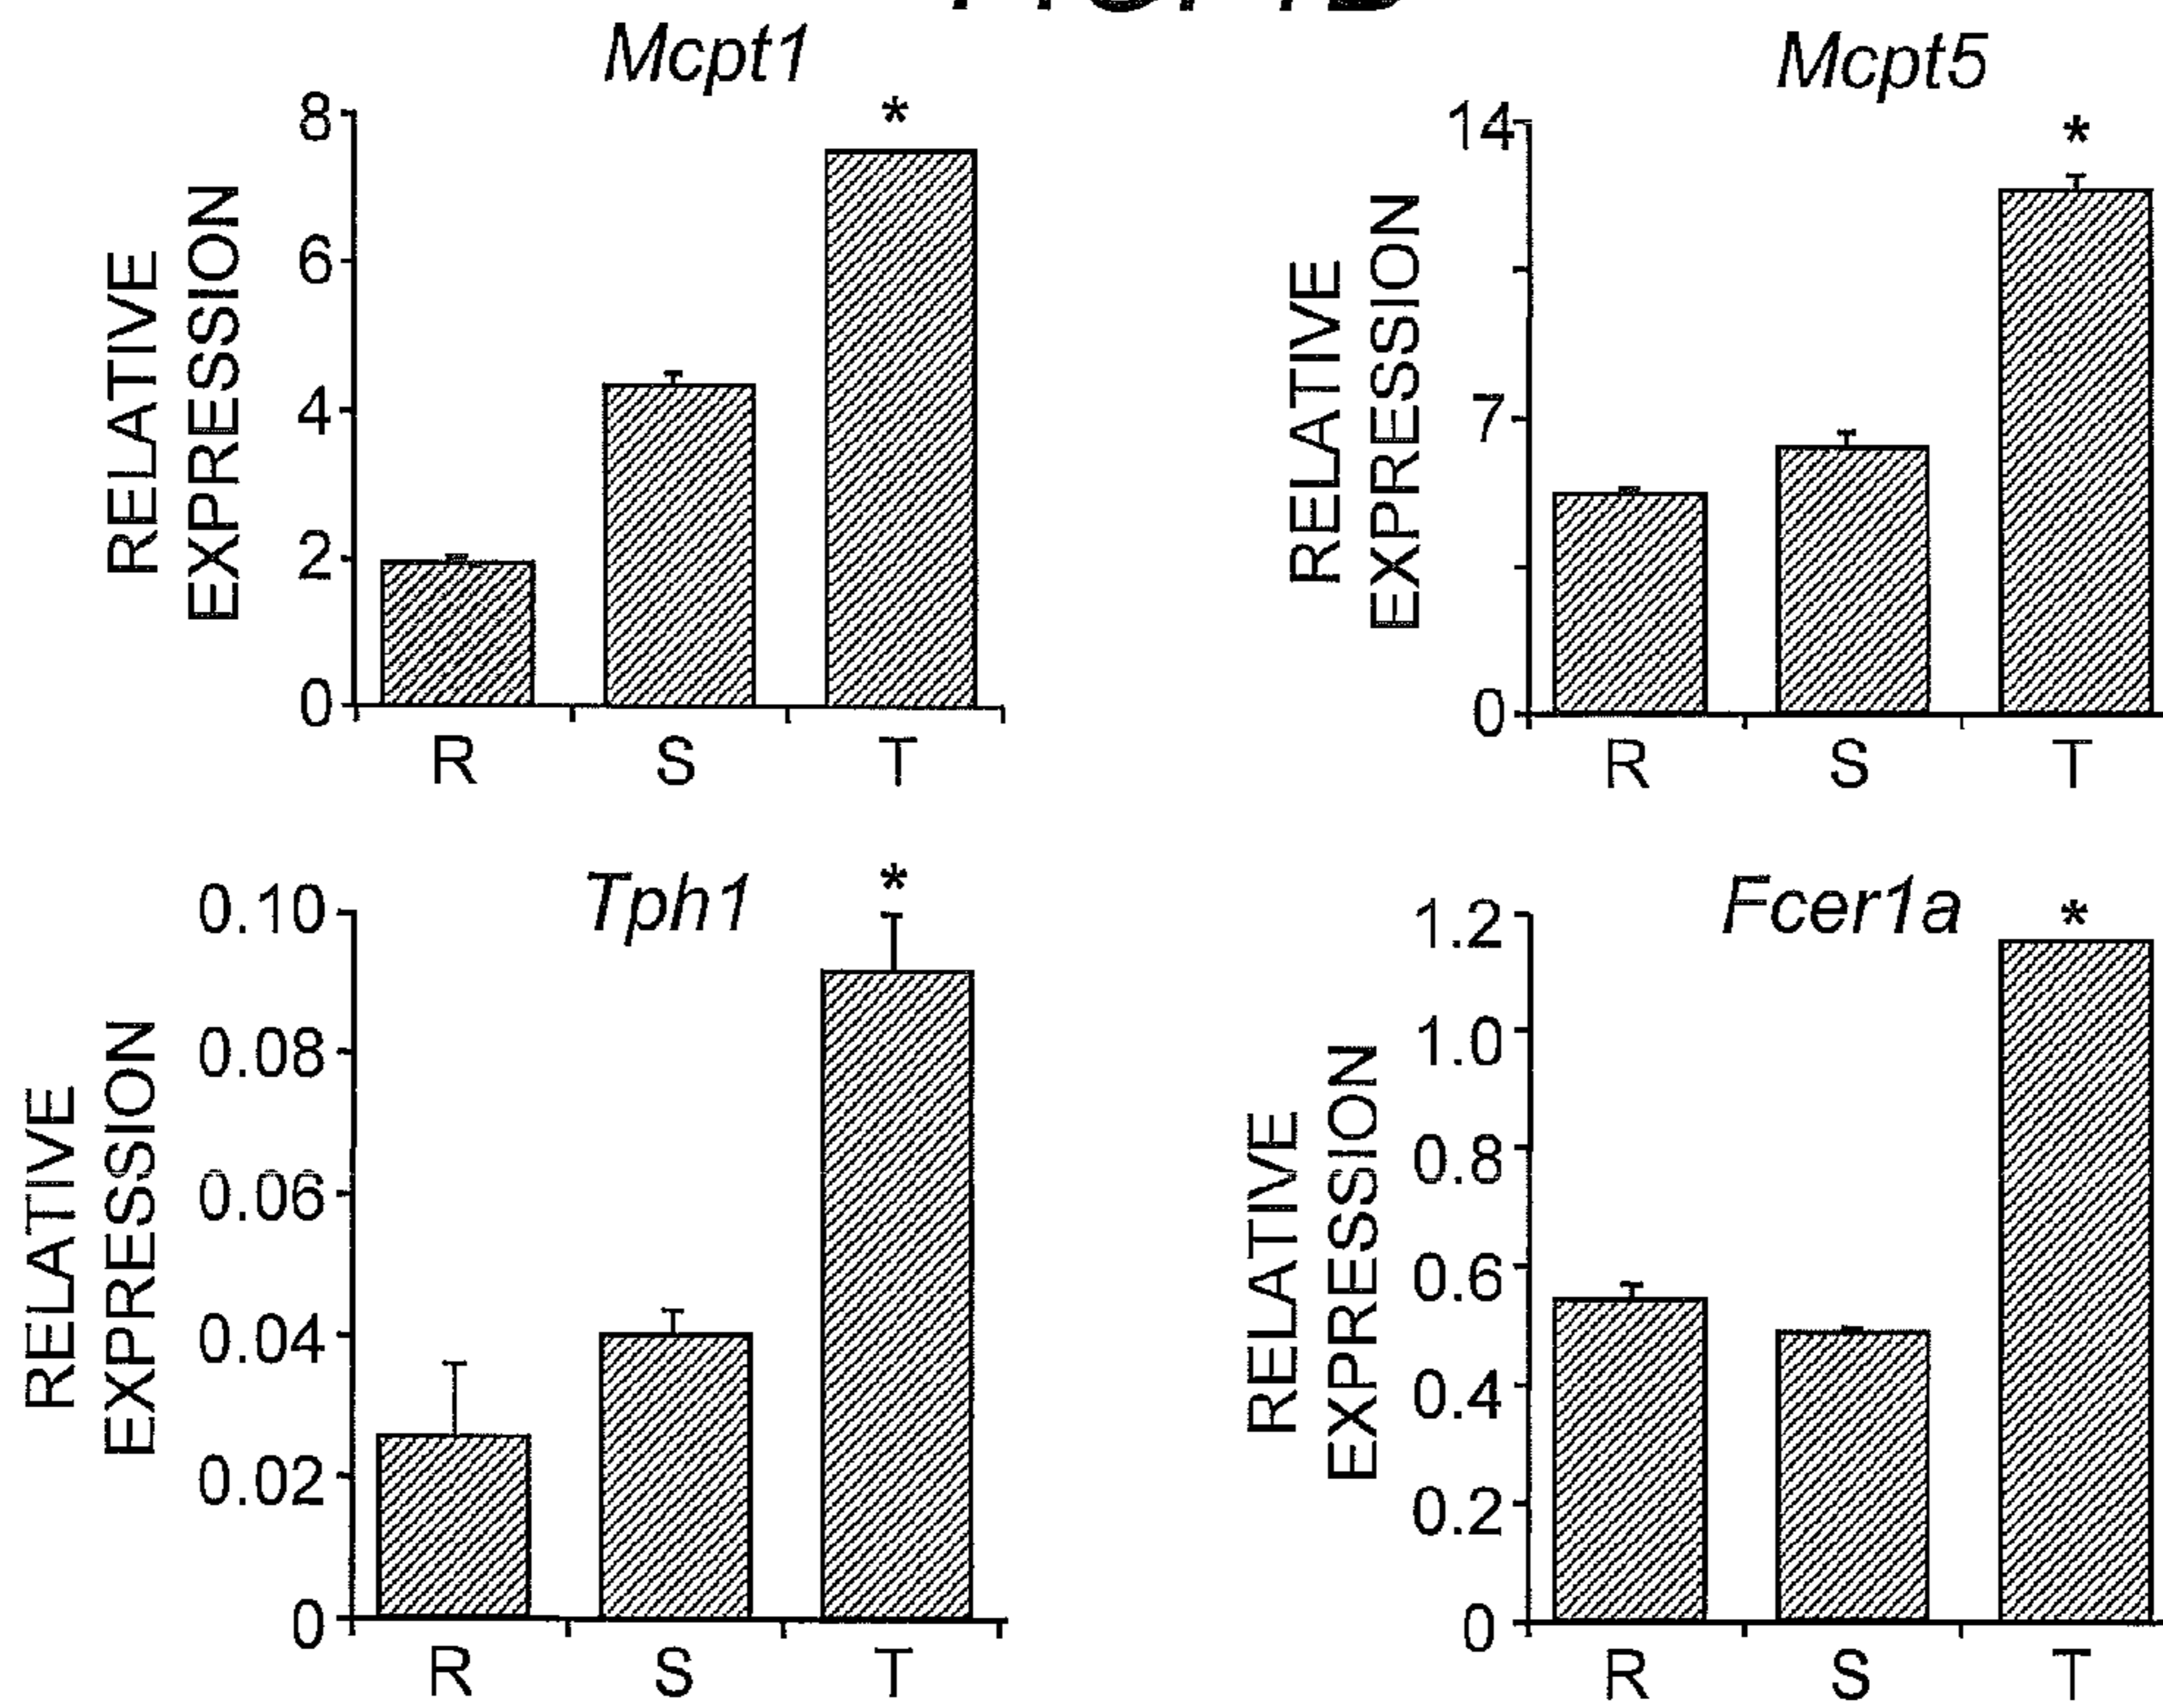 Mcpt1
RELATIVE
EXPRESSION
8
6
4
2
0
*
R S T
Mcpt5
RELATIVE
EXPRESSION
14
7
0
*
R S T
Tph1
RELATIVE
EXPRESSION
0.10
0.08
0.06
0.04
0.02
0
*
R S T
Fcer1a
RELATIVE
EXPRESSION
1.2
1.0
0.8
0.6
0.4
0.2
0
*
R S T